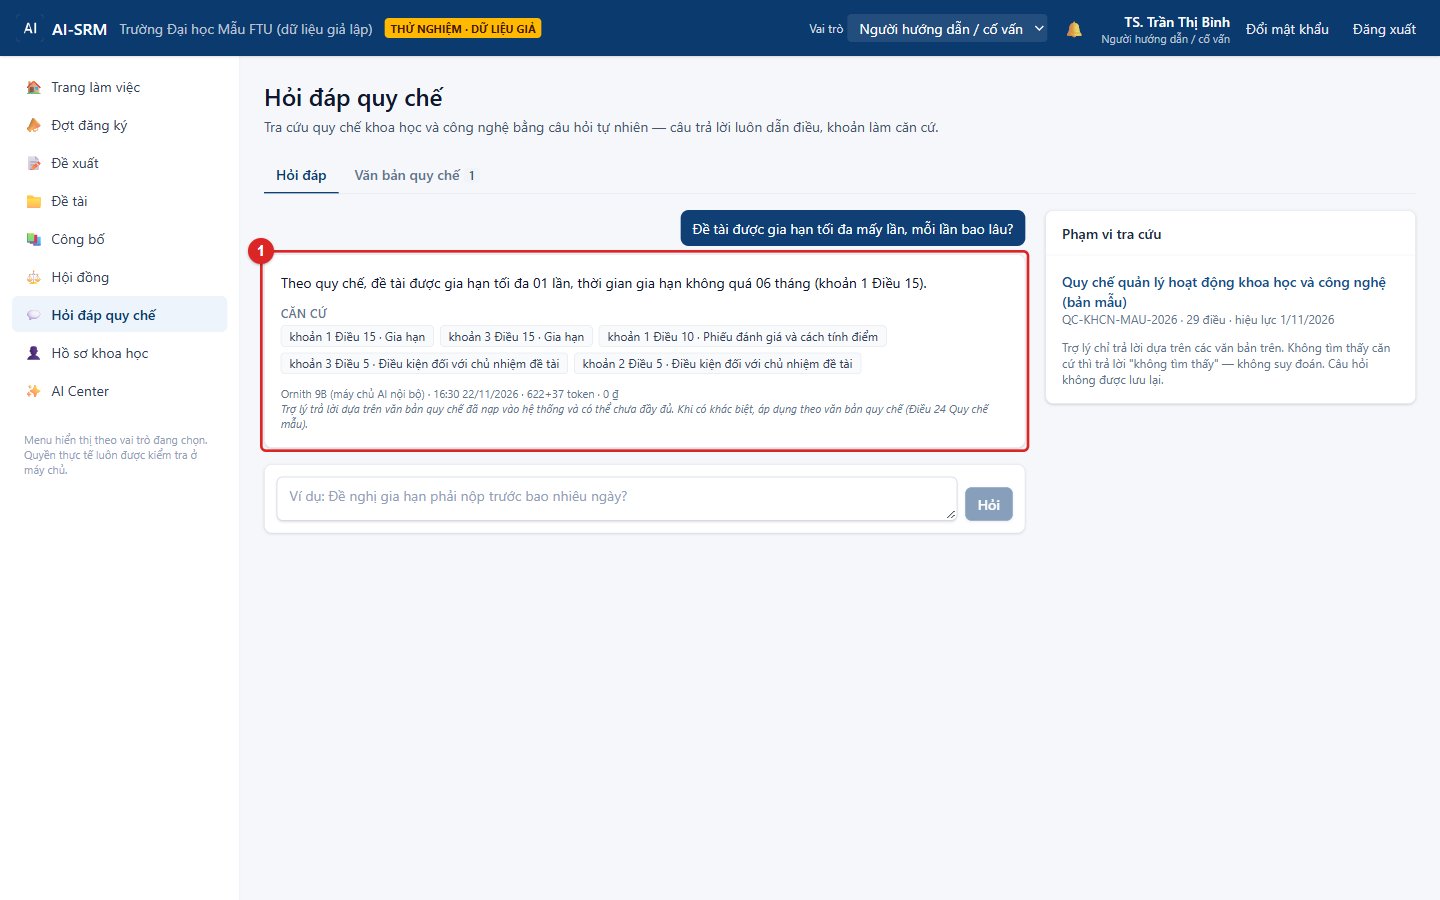 AI AI-SRM Trường Đại học Mẫu FTU (dữ liệu giả lập) THỬ NGHIỆM · DỮ LIỆU GIẢ
Vai trò Người hướng dẫn / cố vấn
TS. Trần Thị Bình
Người hướng dẫn / cố vấn
Đổi mật khẩu
Đăng xuất
Trang làm việc
Đợt đăng ký
Đề xuất
Đề tài
Công bố
Hội đồng
Hỏi đáp quy chế
Hồ sơ khoa học
AI Center
Menu hiển thị theo vai trò đang chọn.
Quyền thực tế luôn được kiểm tra ở
máy chủ.
Hỏi đáp quy chế
Tra cứu quy chế khoa học và công nghệ bằng câu hỏi tự nhiên — câu trả lời luôn dẫn điều, khoản làm căn cứ.
Hỏi đáp Văn bản quy chế 1
Đề tài được gia hạn tối đa mấy lần, mỗi lần bao lâu?
1
Theo quy chế, đề tài được gia hạn tối đa 01 lần, thời gian gia hạn không quá 06 tháng (khoản 1 Điều 15).
CĂN CỨ
khoản 1 Điều 15 · Gia hạn khoản 3 Điều 15 · Gia hạn khoản 1 Điều 10 · Phiếu đánh giá và cách tính điểm
khoản 3 Điều 5 · Điều kiện đối với chủ nhiệm đề tài khoản 2 Điều 5 · Điều kiện đối với chủ nhiệm đề tài
Ornith 9B (máy chủ AI nội bộ) · 16:30 22/11/2026 · 622+37 token · 0 ₫
Trợ lý trả lời dựa trên văn bản quy chế đã nạp vào hệ thống và có thể chưa đầy đủ. Khi có khác biệt, áp dụng theo văn bản quy chế (Điều 24 Quy chế
mẫu).
Ví dụ: Đề nghị gia hạn phải nộp trước bao nhiêu ngày?
Hỏi
Phạm vi tra cứu
Quy chế quản lý hoạt động khoa học và công nghệ
(bản mẫu)
QC-KHCN-MAU-2026 · 29 điều · hiệu lực 1/11/2026
Trợ lý chỉ trả lời dựa trên các văn bản trên. Không tìm thấy căn
cứ thì trả lời "không tìm thấy" — không suy đoán. Câu hỏi
không được lưu lại.